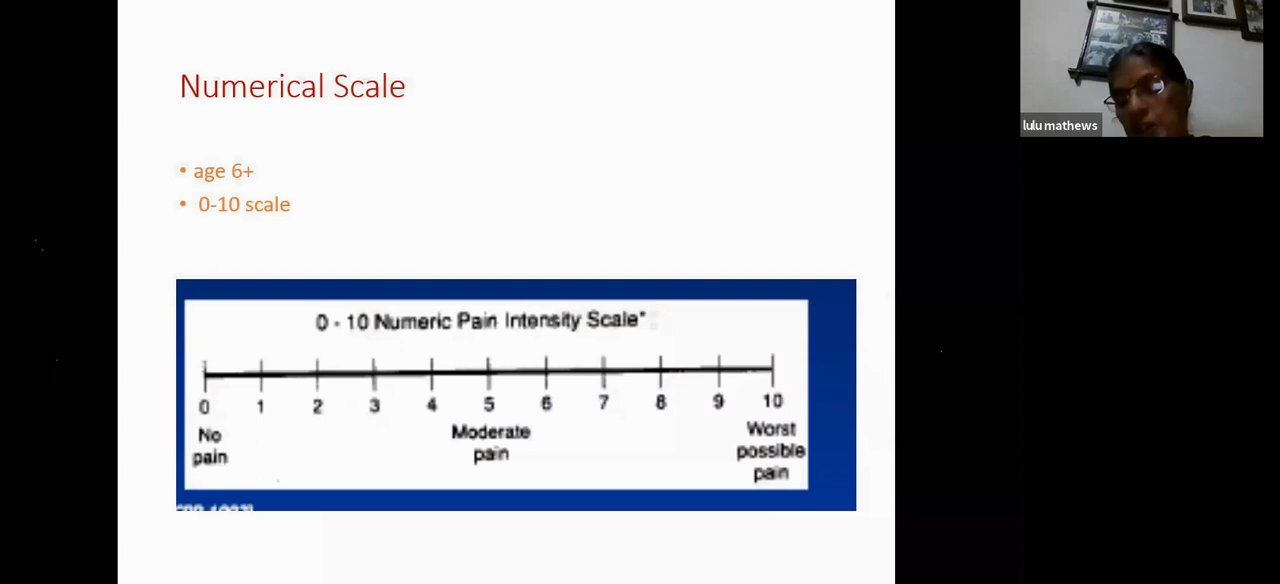 Numerical Scale
• age 6+
• 0-10 scale
0 - 10 Numeric Pain Intensity Scale*
0 1 2 3 4 5 6 7 8 9 10
No pain
Moderate pain
Worst possible pain
lulu mathews